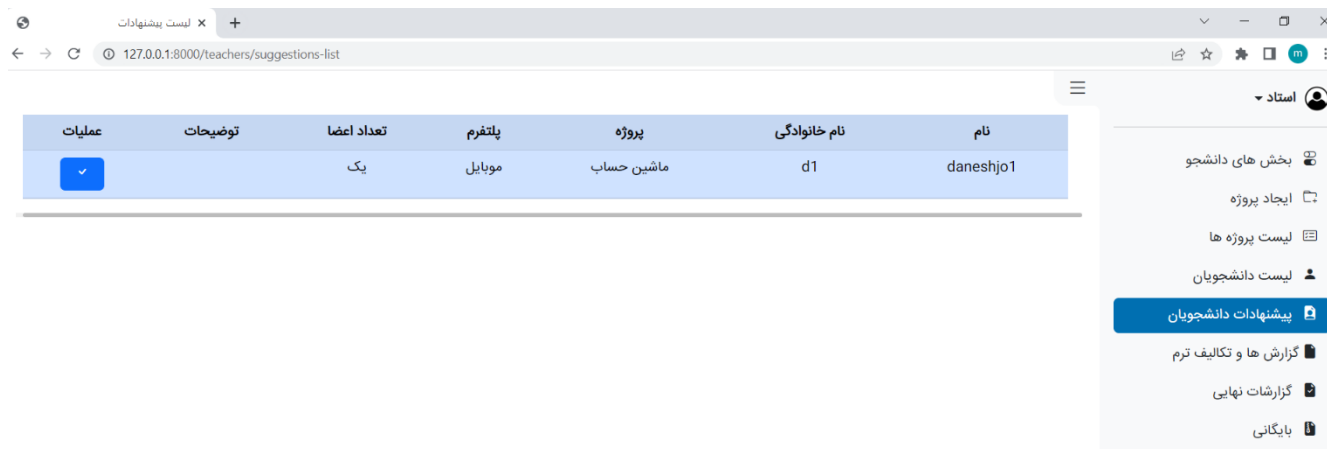 لیست پیشنهادات
127.0.0.1:8000/teachers/suggestions-list
m
استاد
بخش های دانشجو
ایجاد پروژه
لیست پروژه ها
لیست دانشجویان
پیشنهادات دانشجویان
گزارش ها و تکالیف ترم
گزارشات نهایی
بایگانی
نام نام خانوادگی پروژه پلتفرم تعداد اعضا توضیحات عملیات
daneshjo1 d1 ماشین حساب موبایل یک